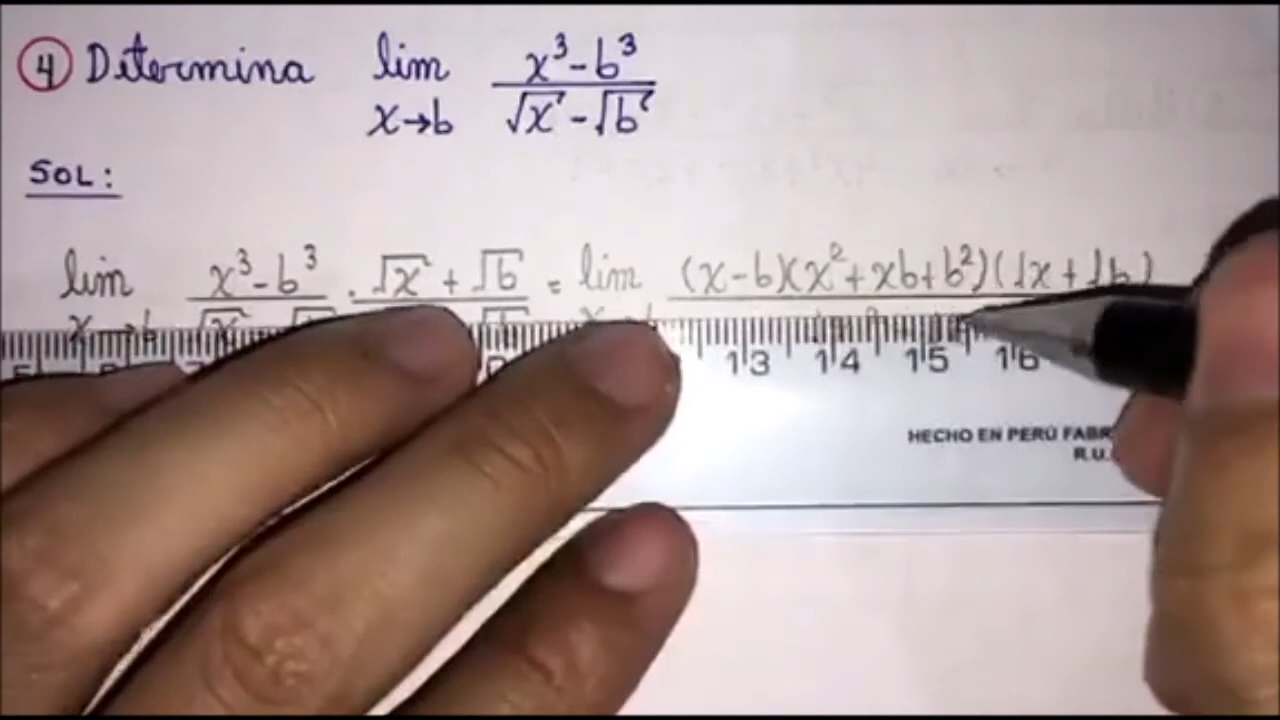 4 Determina lim x→b x³-b³ / √x - √b
SOL:
lim x³-b³ / · √x + √b / = lim (x-b)(x²+xb+b²)(√x+√b)
13 14 15 16
HECHO EN PERÚ FABR
R.U.